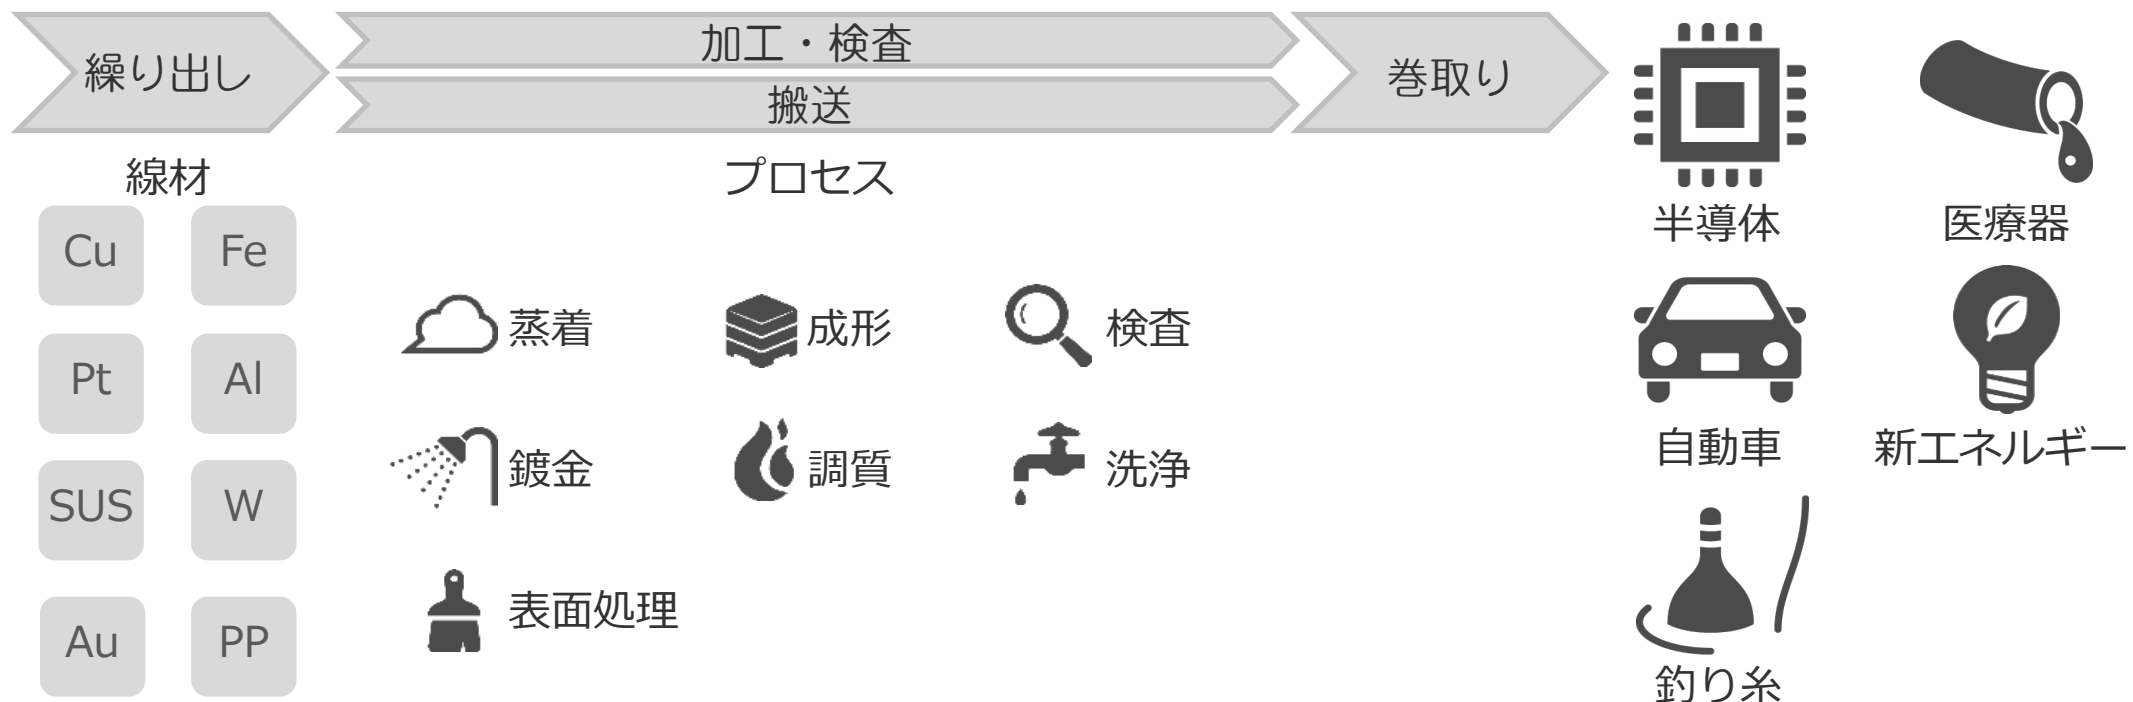 繰り出し
加工・検査
搬送
巻取り
線材
プロセス
Cu
Fe
Pt
Al
SUS
W
Au
PP
蒸着
成形
検査
鍍金
調質
洗浄
表面処理
半導体
医療器
自動車
新エネルギー
釣り糸